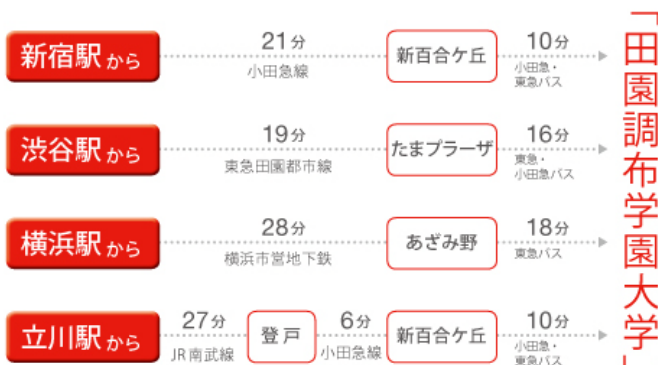 新宿駅から
21分
小田急線
新百合ケ丘
10分
小田急・
東急バス
渋谷駅から
19分
東急田園都市線
たまプラーザ
16分
東急・
小田急バス
横浜駅から
28分
横浜市営地下鉄
あざみ野
18分
東急バス
立川駅から
27分
JR南武線
登戸
6分
小田急線
新百合ケ丘
10分
小田急・
東急バス
「田園調布学園大学」